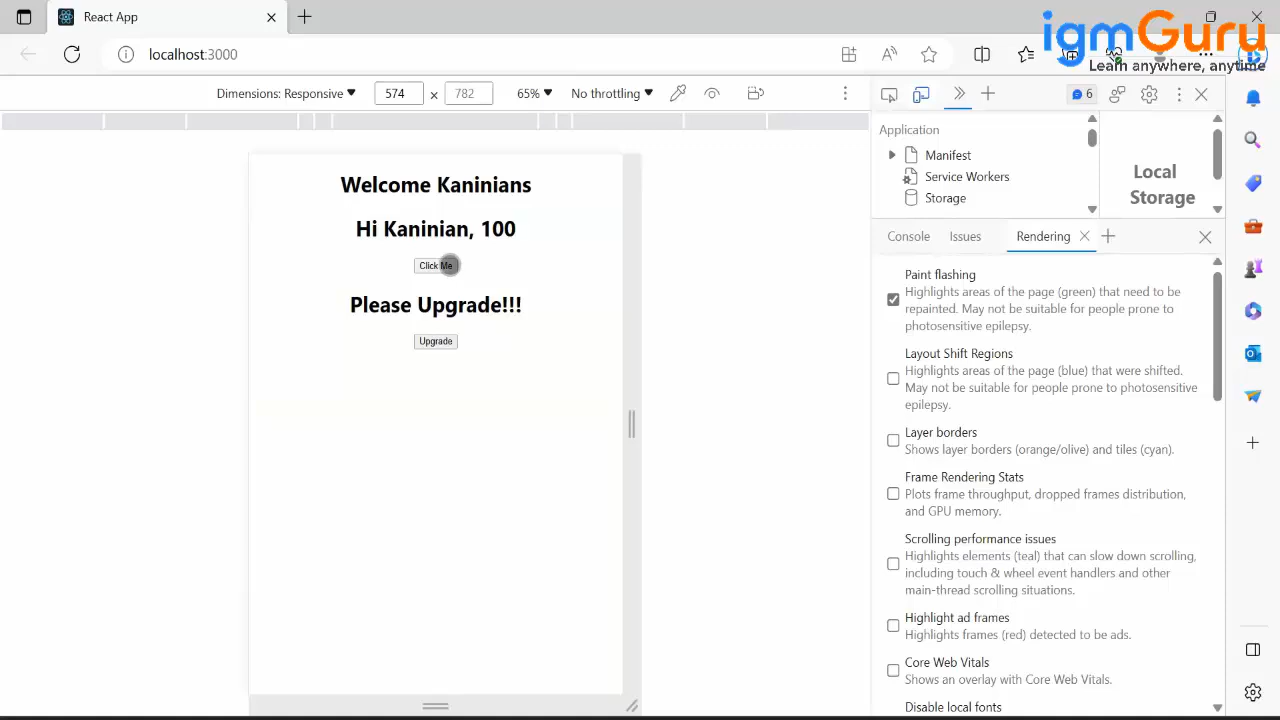 React App
igmGuru
Learn anywhere, anytime
localhost:3000
Dimensions: Responsive 574 x 782 65% No throttling
6
Application
Manifest
Service Workers
Storage
Local
Storage
Welcome Kaninians
Hi Kaninian, 100
Click Me
Please Upgrade!!!
Upgrade
Console Issues Rendering
Paint flashing
Highlights areas of the page (green) that need to be
repainted. May not be suitable for people prone to
photosensitive epilepsy.
Layout Shift Regions
Highlights areas of the page (blue) that were shifted.
May not be suitable for people prone to photosensitive
epilepsy.
Layer borders
Shows layer borders (orange/olive) and tiles (cyan).
Frame Rendering Stats
Plots frame throughput, dropped frames distribution,
and GPU memory.
Scrolling performance issues
Highlights elements (teal) that can slow down scrolling,
including touch & wheel event handlers and other
main-thread scrolling situations.
Highlight ad frames
Highlights frames (red) detected to be ads.
Core Web Vitals
Shows an overlay with Core Web Vitals.
Disable local fonts